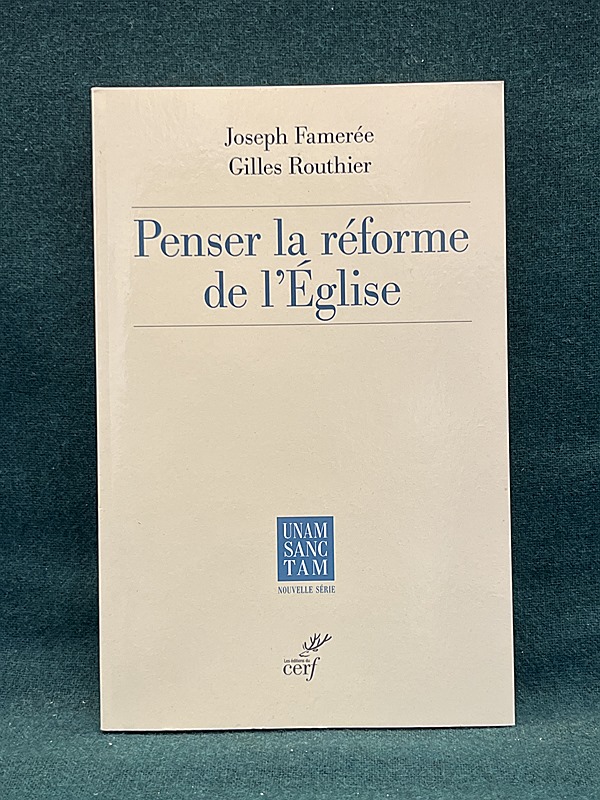 Joseph Famerée
Gilles Routhier
Penser la réforme
de l'Église
UNAM
SANC
TAM
NOUVELLE SÉRIE
Les éditions du
cerf